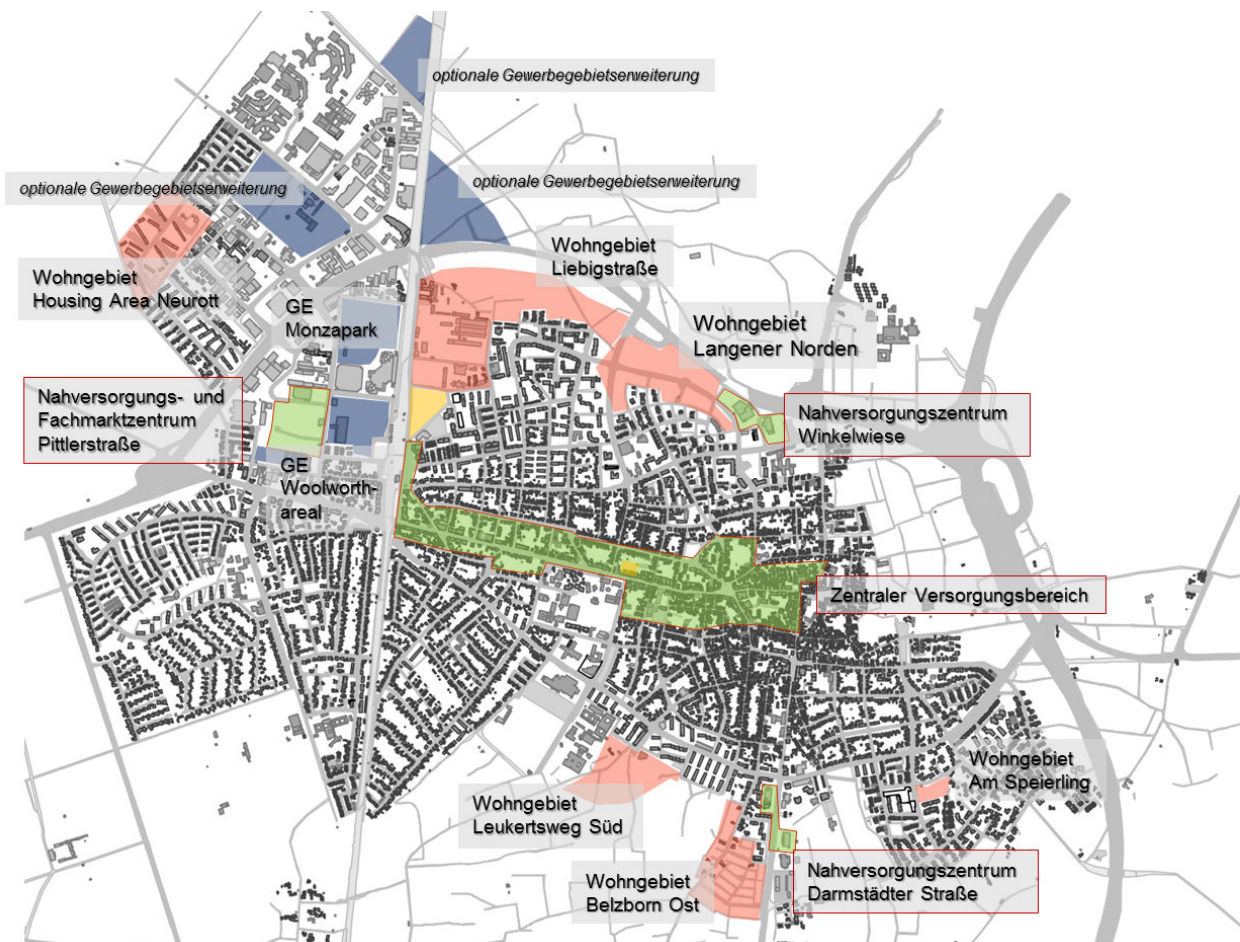 optionale Gewerbegebietserweiterung
optionale Gewerbegebietserweiterung
optionale Gewerbegebietserweiterung
Wohngebiet
Liebigstraße
Wohngebiet
Housing Area Neurott
GE
Monzapark
Wohngebiet
Langener Norden
Nahversorgungs- und
Fachmarktzentrum
Pittlerstraße
Nahversorgungszentrum
Winkelwiese
GE
Woolworth-
areal
Zentraler Versorgungsbereich
Wohngebiet
Am Speierling
Wohngebiet
Leukertsweg Süd
Wohngebiet
Belzborn Ost
Nahversorgungszentrum
Darmstädter Straße